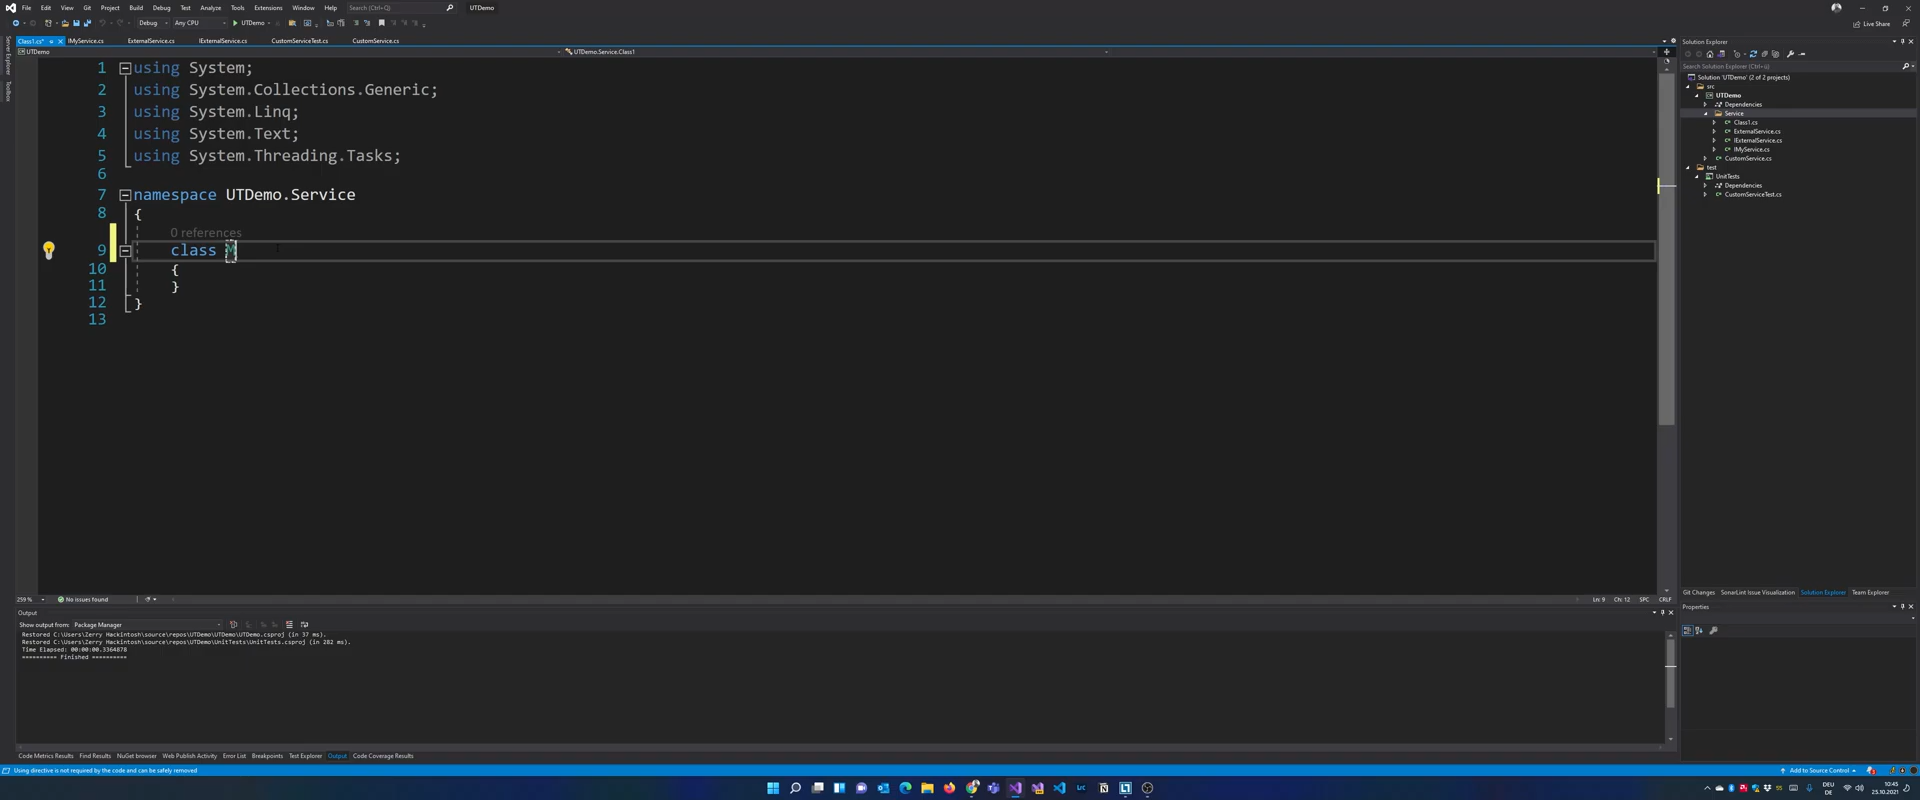 File Edit View Git Project Build Debug Test Analyze Tools Extensions Window Help Search (Ctrl+Q) UTDemo
Debug Any CPU UTDemo Live Share
Class1.cs* IMyService.cs ExternalService.cs IExternalService.cs CustomServiceTest.cs CustomService.cs
UTDemo UTDemo.Service.Class1
Server Explorer
Toolbox
1 using System;
2 using System.Collections.Generic;
3 using System.Linq;
4 using System.Text;
5 using System.Threading.Tasks;
6
7 namespace UTDemo.Service
8 {
0 references
9 class M
10 {
11 }
12 }
13
259 % No issues found Ln: 9 Ch: 12 SPC CRLF
Solution Explorer
Search Solution Explorer (Ctrl+ü)
Solution 'UTDemo' (2 of 2 projects)
src
UTDemo
Dependencies
Service
Class1.cs
ExternalService.cs
IExternalService.cs
IMyService.cs
CustomService.cs
test
UnitTests
Dependencies
CustomServiceTest.cs
Git Changes SonarLint Issue Visualization Solution Explorer Team Explorer
Properties
Output
Show output from: Package Manager
Restored C:\Users\Zerry Hackintosh\source\repos\UTDemo\UTDemo\UTDemo.csproj (in 37 ms).
Restored C:\Users\Zerry Hackintosh\source\repos\UTDemo\UnitTests\UnitTests.csproj (in 282 ms).
Time Elapsed: 00:00:00.3364878
========== Finished ==========
Code Metrics Results Find Results NuGet browser Web Publish Activity Error List Breakpoints Test Explorer Output Code Coverage Results
Using directive is not required by the code and can be safely removed Add to Source Control
DEU
DE
10:45
25.10.2021